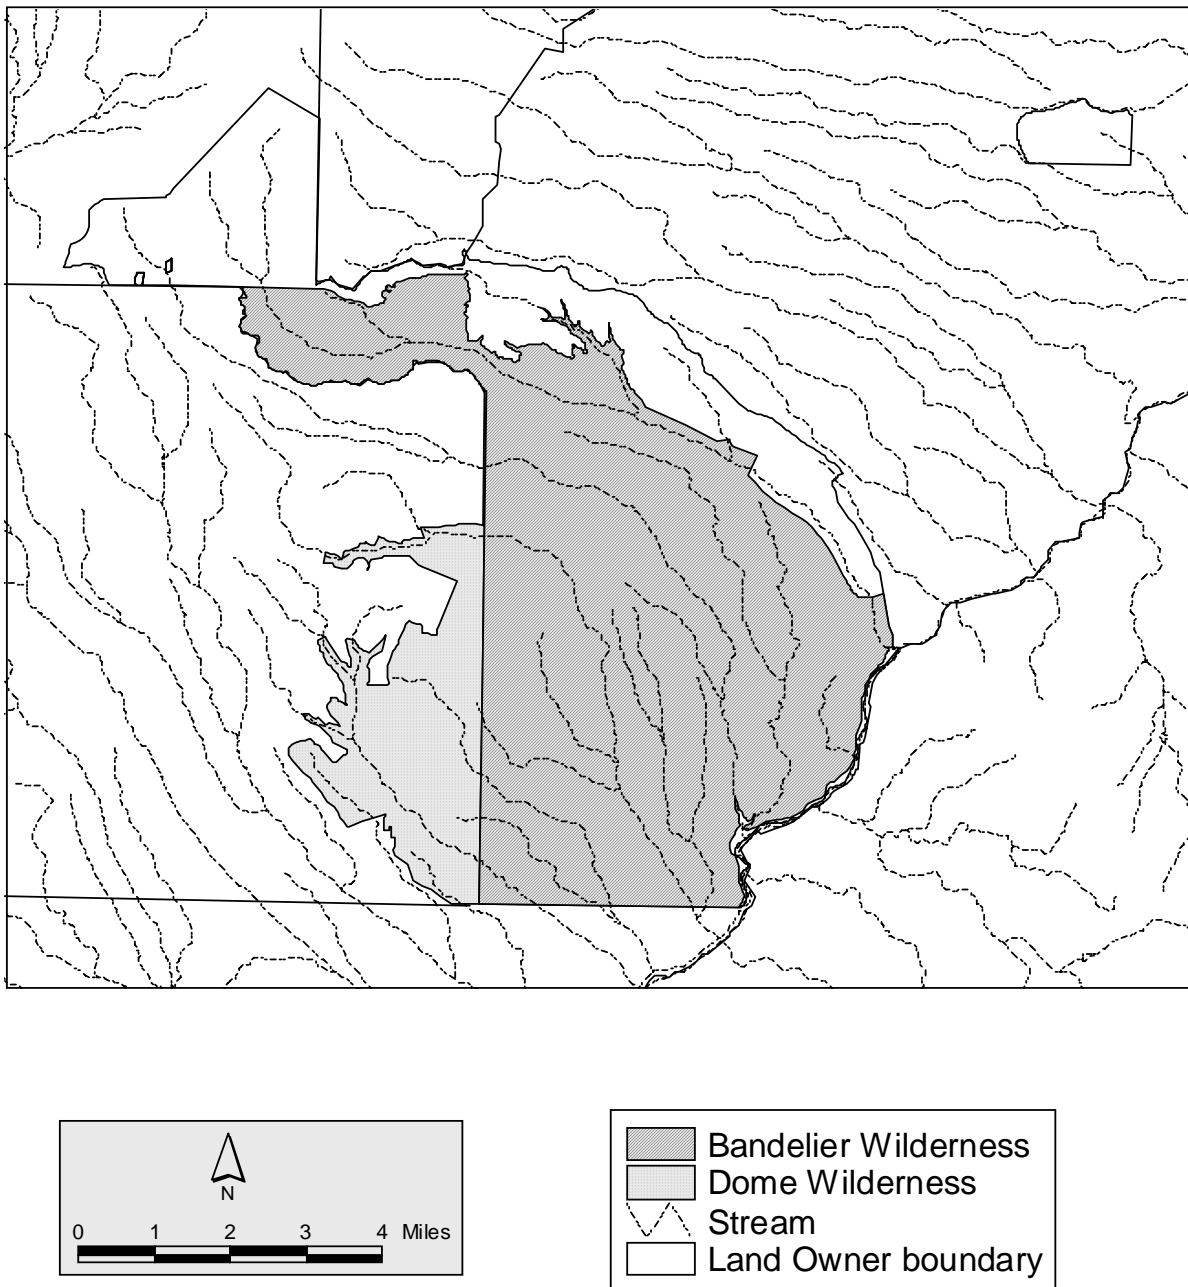 N
0 1 2 3 4 Miles
Bandelier Wilderness
Dome Wilderness
Stream
Land Owner boundary